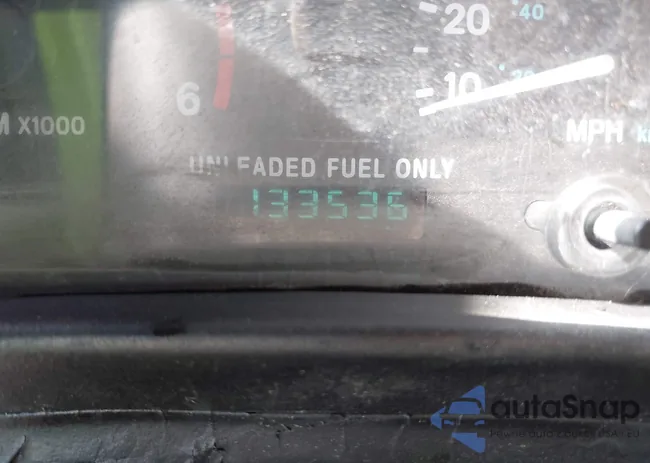 20 40
10
6
X1000
MPH
UNLEADED FUEL ONLY
133536
autoSnap